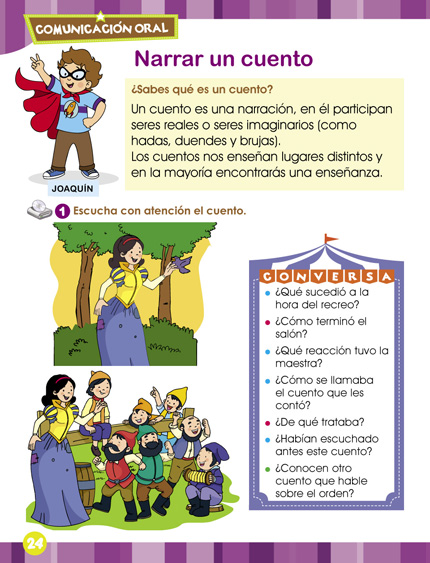 COMUNICACIÓN ORAL
Narrar un cuento
¿Sabes qué es un cuento?
Un cuento es una narración, en él participan
seres reales o seres imaginarios (como
hadas, duendes y brujas).
Los cuentos nos enseñan lugares distintos y
en la mayoría encontrarás una enseñanza.
JOAQUÍN
1 Escucha con atención el cuento.
CONVERSA
• ¿Qué sucedió a la
hora del recreo?
• ¿Cómo terminó el
salón?
• ¿Qué reacción tuvo la
maestra?
• ¿Cómo se llamaba
el cuento que les
contó?
• ¿De qué trataba?
• ¿Habían escuchado
antes este cuento?
• ¿Conocen otro
cuento que hable
sobre el orden?
24